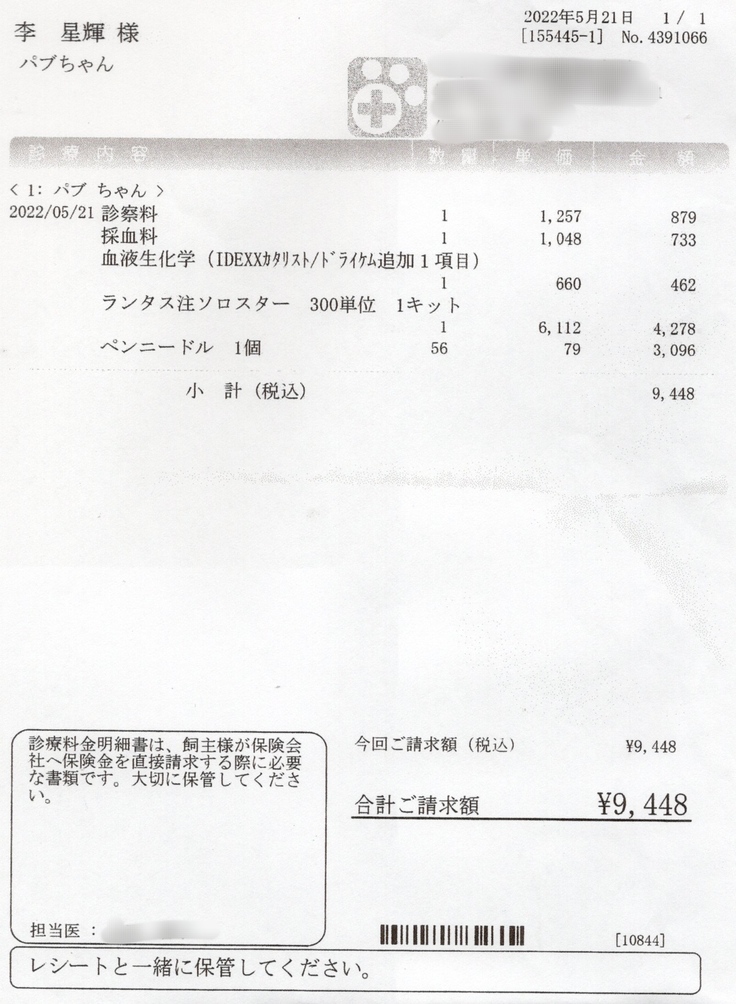 2022年5月21日 1 / 1
李 星輝 様
[155445-1] No.4391066
パブちゃん
診療内容 数量 単価 金額
< 1: パブ ちゃん >
2022/05/21 診察料 1 1,257 879
採血料 1 1,048 733
血液生化学（IDEXXｶﾀﾘｽﾄ/ﾄﾞﾗｲｹﾑ追加１項目）
1 660 462
ランタス注ソロスター 300単位 1キット
1 6,112 4,278
ペンニードル 1個 56 79 3,096
小 計（税込） 9,448
診療料金明細書は、飼主様が保険会
社へ保険金を直接請求する際に必要
な書類です。大切に保管してくださ
い。
今回ご請求額（税込） ¥9,448
合計ご請求額 ¥9,448
担当医：
[10844]
レシートと一緒に保管してください。